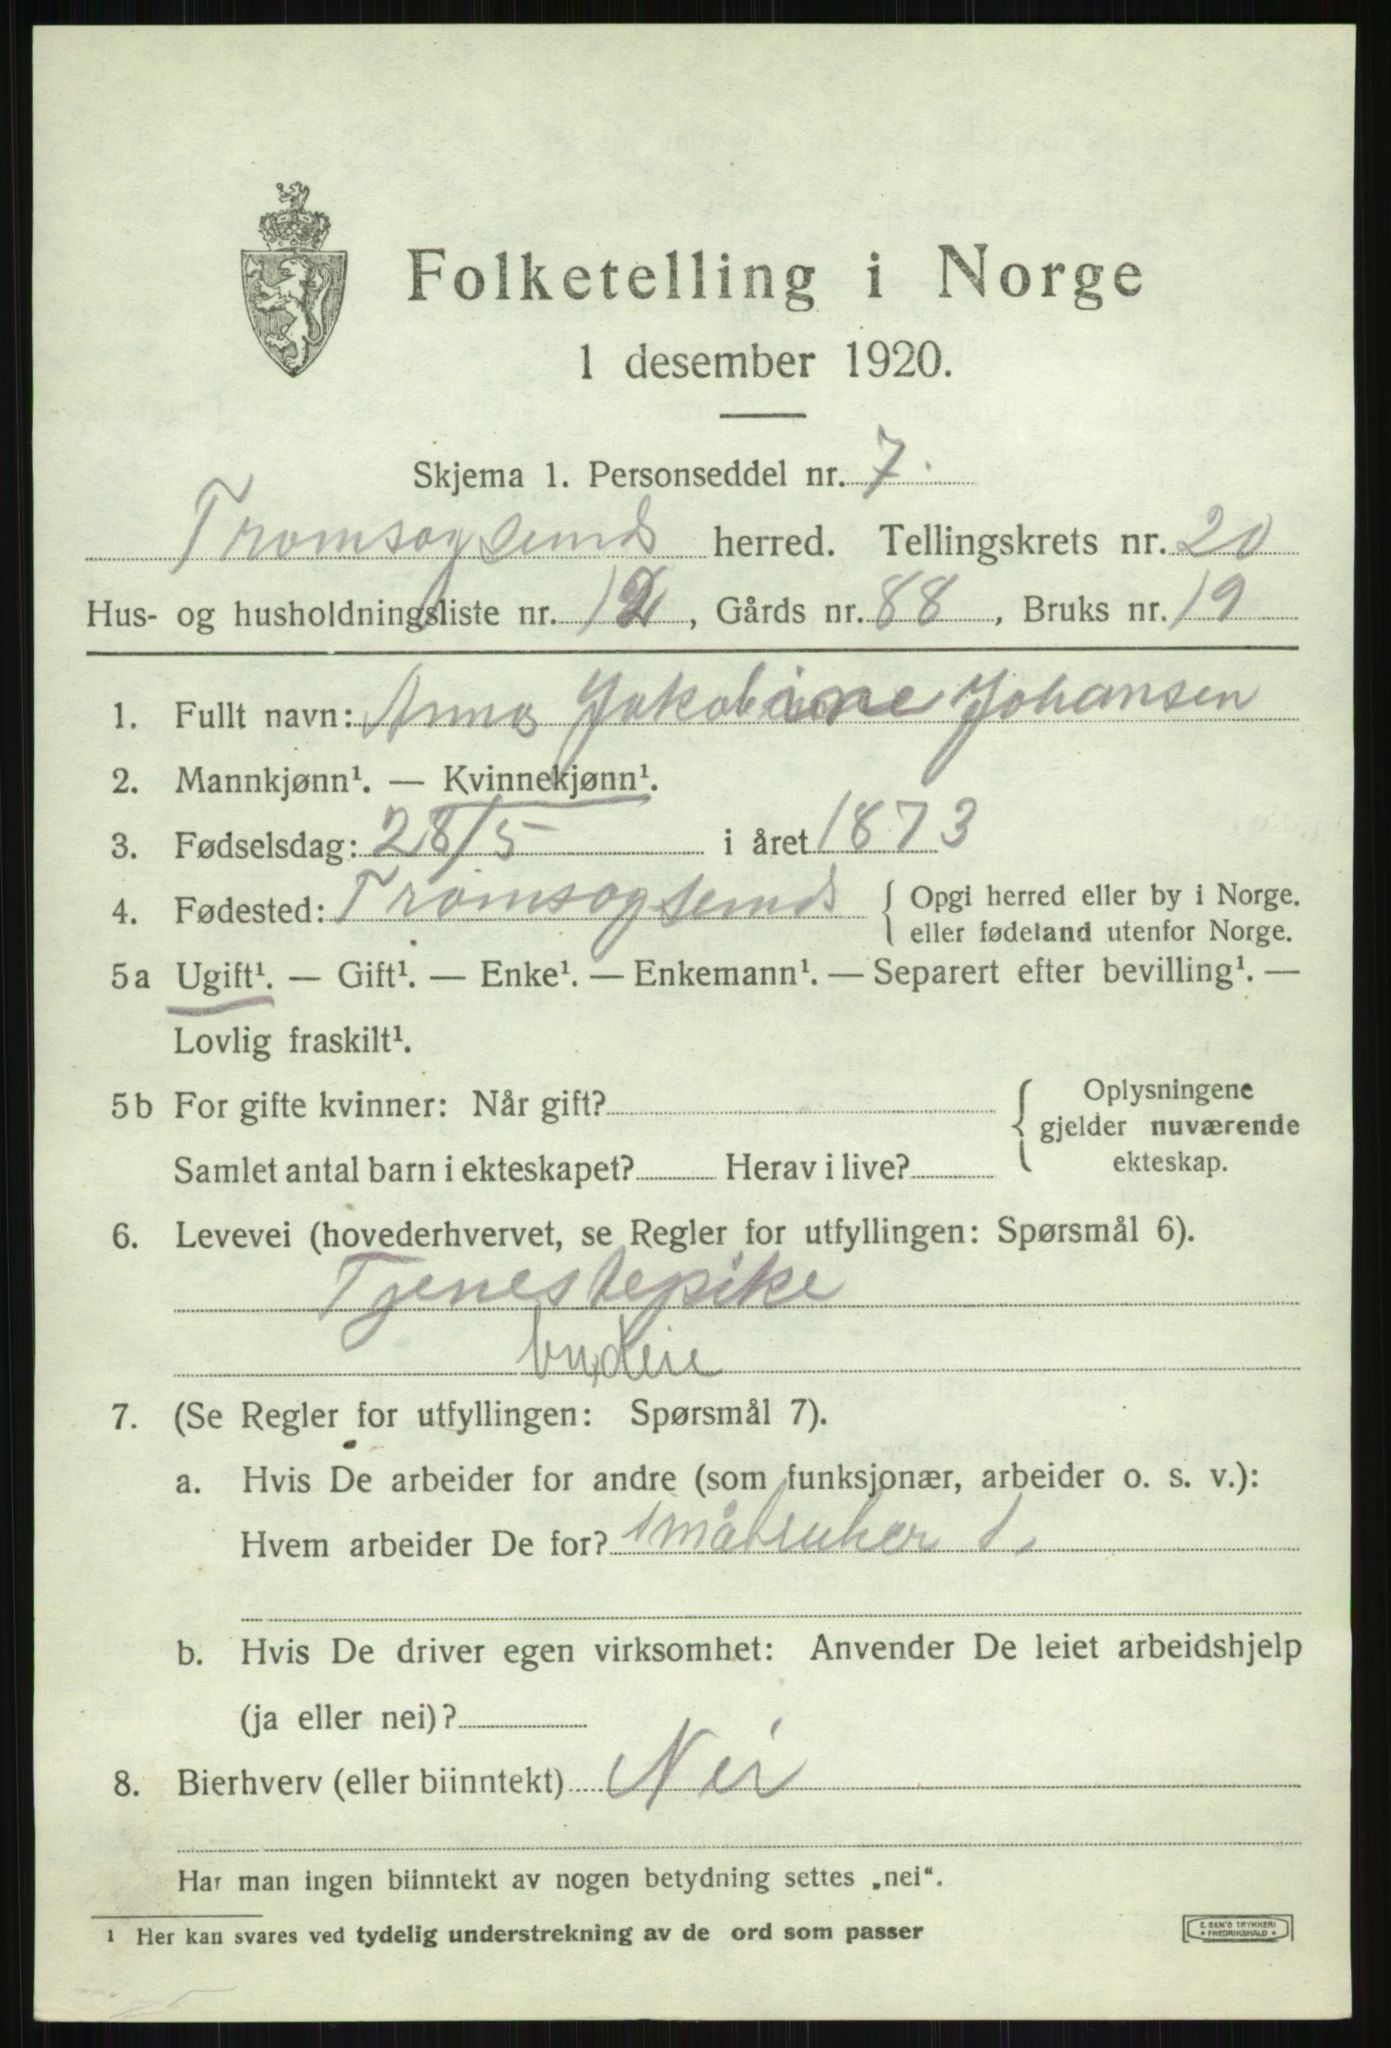 Folketelling i Norge
1 desember 1920.
Skjema 1. Personseddel nr. 7.
Tromsøysund herred. Tellingskrets nr. 20
Hus- og husholdningsliste nr. 12, Gårds nr. 88, Bruks nr. 19
1. Fullt navn: Anna Jakobine Johansen
2. Mannkjønn¹. — Kvinnekjønn¹.
3. Fødselsdag: 28/5 i året 1873
4. Fødested: Tromsøysund { Opgi herred eller by i Norge.
eller fødeland utenfor Norge.
5a Ugift¹. — Gift¹. — Enke¹. — Enkemann¹. — Separert efter bevilling¹. —
Lovlig fraskilt¹.
5b For gifte kvinner: Når gift? { Oplysningene
gjelder nuværende
Samlet antal barn i ekteskapet? Herav i live? ekteskap.
6. Levevei (hovederhvervet, se Regler for utfyllingen: Spørsmål 6).
Tjenestepike
budeie
7. (Se Regler for utfyllingen: Spørsmål 7).
a. Hvis De arbeider for andre (som funksjonær, arbeider o. s. v.):
Hvem arbeider De for? småbruker
b. Hvis De driver egen virksomhet: Anvender De leiet arbeidshjelp
(ja eller nei)?
8. Bierhverv (eller biinntekt) Nei
Har man ingen biinntekt av nogen betydning settes „nei“.
¹ Her kan svares ved tydelig understrekning av de ord som passer
E. SEM'S TRYKKERI
FREDRIKSHALD